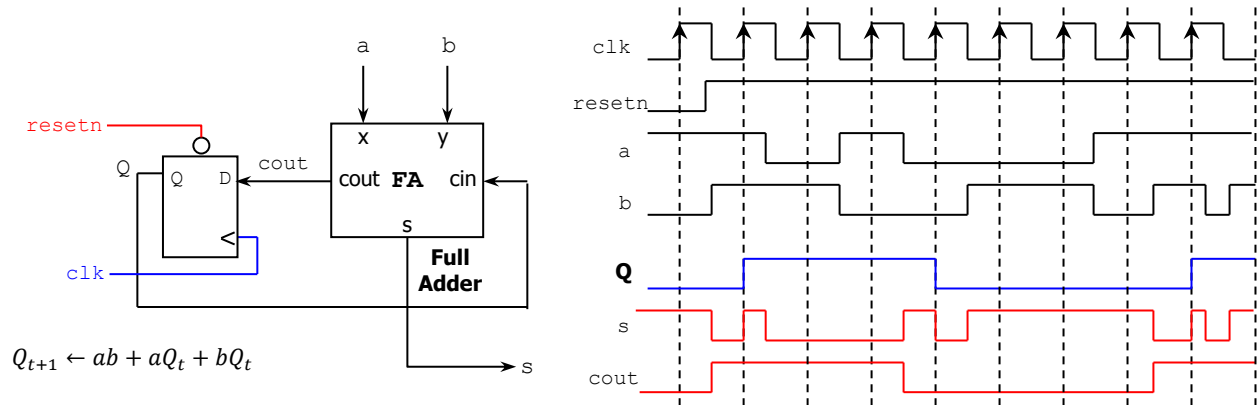 a
b
resetn
x
y
Q
Q
D
cout
cout
FA
cin
s
Full
Adder
clk
Q_{t+1} ← ab + aQ_t + bQ_t
s
clk
resetn
a
b
Q
s
cout